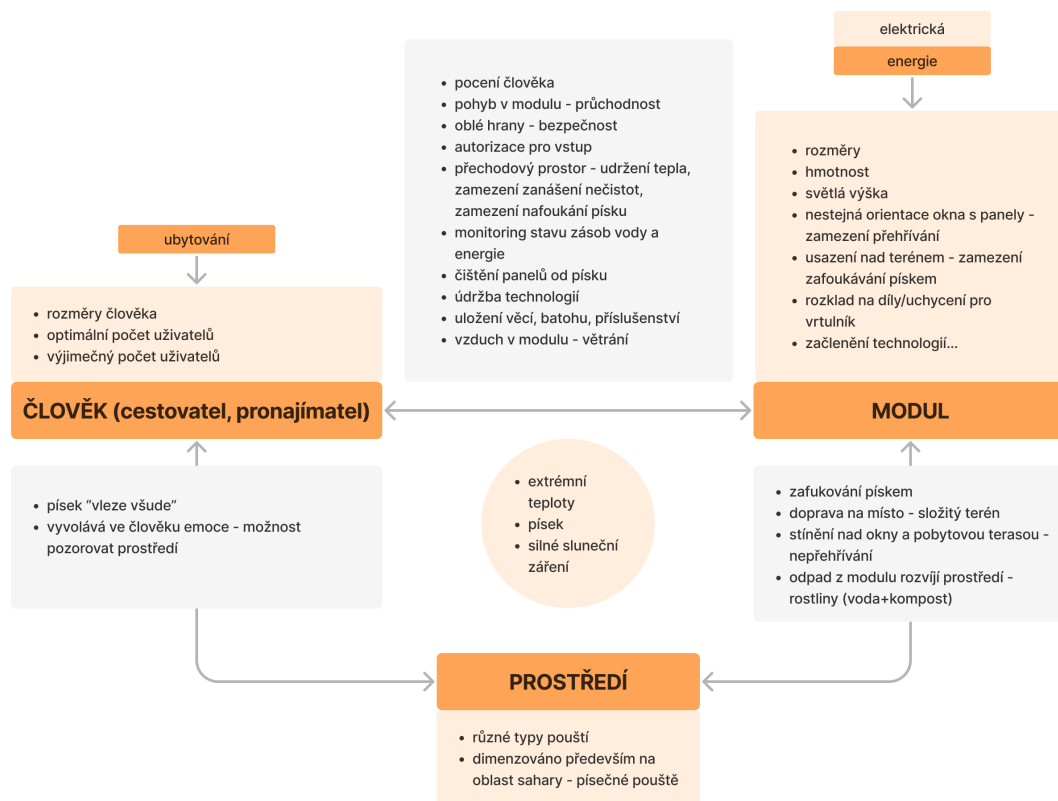 elektrická
energie
• pocení člověka
• pohyb v modulu - průchodnost
• oblé hrany - bezpečnost
• autorizace pro vstup
• přechodový prostor - udržení tepla,
zamezení zanášení nečistot,
zamezení nafoukání písku
• monitoring stavu zásob vody a
energie
• čištění panelů od písku
• údržba technologií
• uložení věcí, batohu, příslušenství
• vzduch v modulu - větrání
• rozměry
• hmotnost
• světlá výška
• nestejná orientace okna s panely -
zamezení přehřívání
• usazení nad terénem - zamezení
zafoukávání pískem
• rozklad na díly/uchycení pro
vrtulník
• začlenění technologií...
ubytování
• rozměry člověka
• optimální počet uživatelů
• výjimečný počet uživatelů
ČLOVĚK (cestovatel, pronajímatel)
MODUL
• písek “vleze všude”
• vyvolává ve člověku emoce - možnost
pozorovat prostředí
• extrémní
teploty
• písek
• silné sluneční
záření
• zafukování pískem
• doprava na místo - složitý terén
• stínění nad okny a pobytovou terasou -
nepřehřívání
• odpad z modulu rozvíjí prostředí -
rostliny (voda+kompost)
PROSTŘEDÍ
• různé typy pouští
• dimenzováno především na
oblast sahary - písečné pouště